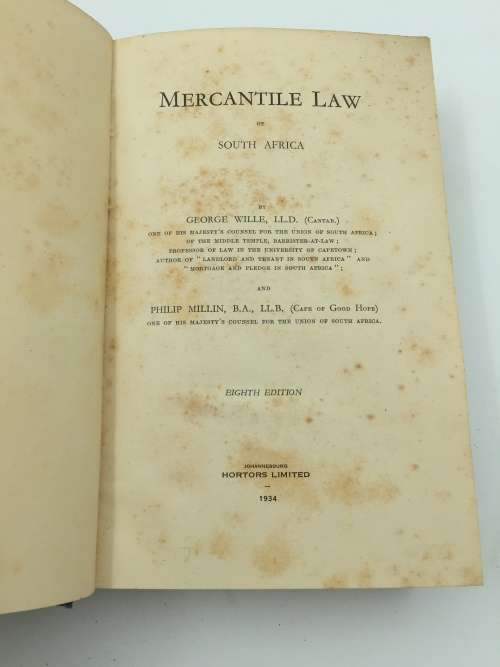 MERCANTILE LAW
OF
SOUTH AFRICA
BY
GEORGE WILLE, LL.D. (CANTAB.)
ONE OF HIS MAJESTY'S COUNSEL FOR THE UNION OF SOUTH AFRICA;
OF THE MIDDLE TEMPLE, BARRISTER-AT-LAW;
PROFESSOR OF LAW IN THE UNIVERSITY OF CAPETOWN;
AUTHOR OF "LANDLORD AND TENANT IN SOUTH AFRICA" AND
"MORTGAGE AND PLEDGE IN SOUTH AFRICA";
AND
PHILIP MILLIN, B.A., LL.B. (CAPE OF GOOD HOPE)
ONE OF HIS MAJESTY'S COUNSEL FOR THE UNION OF SOUTH AFRICA.
EIGHTH EDITION
JOHANNESBURG
HORTORS LIMITED
1934